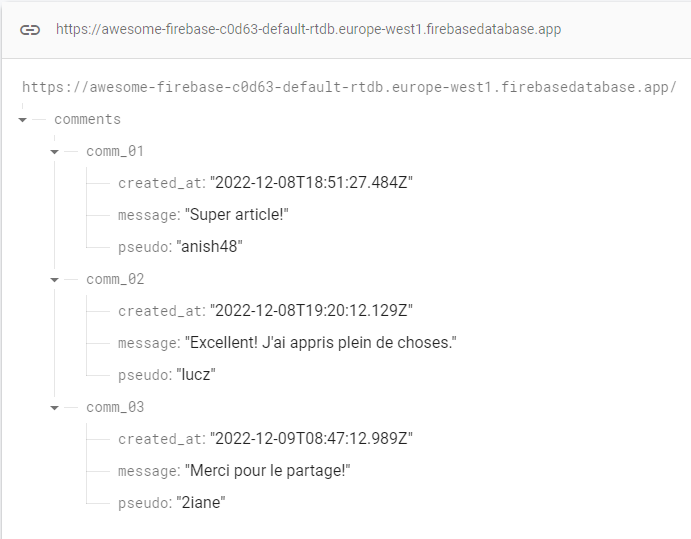 https://awesome-firebase-c0d63-default-rtdb.europe-west1.firebasedatabase.app
https://awesome-firebase-c0d63-default-rtdb.europe-west1.firebasedatabase.app/
comments
comm_01
created_at: "2022-12-08T18:51:27.484Z"
message: "Super article!"
pseudo: "anish48"
comm_02
created_at: "2022-12-08T19:20:12.129Z"
message: "Excellent! J'ai appris plein de choses."
pseudo: "lucz"
comm_03
created_at: "2022-12-09T08:47:12.989Z"
message: "Merci pour le partage!"
pseudo: "2iane"